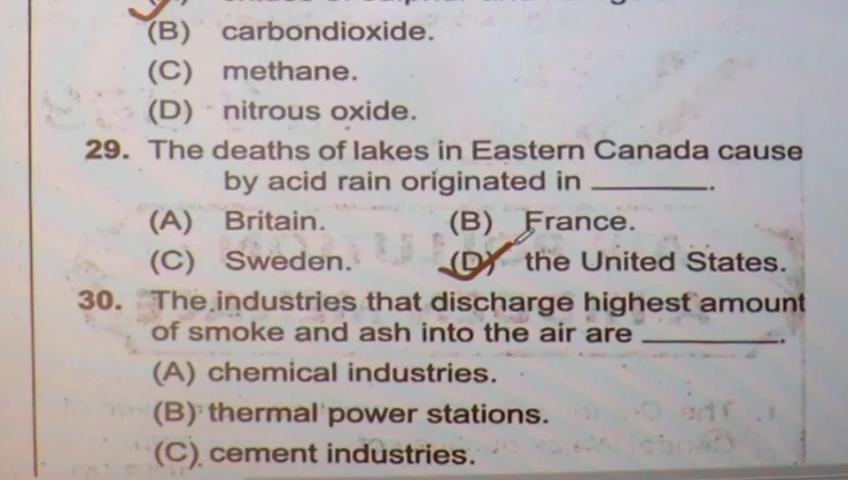 (B) carbondioxide.
(C) methane.
(D) nitrous oxide.
29. The deaths of lakes in Eastern Canada cause
by acid rain originated in ________.
(A) Britain. (B) France.
(C) Sweden. (D) the United States.
30. The industries that discharge highest amount
of smoke and ash into the air are ________.
(A) chemical industries.
(B) thermal power stations.
(C) cement industries.